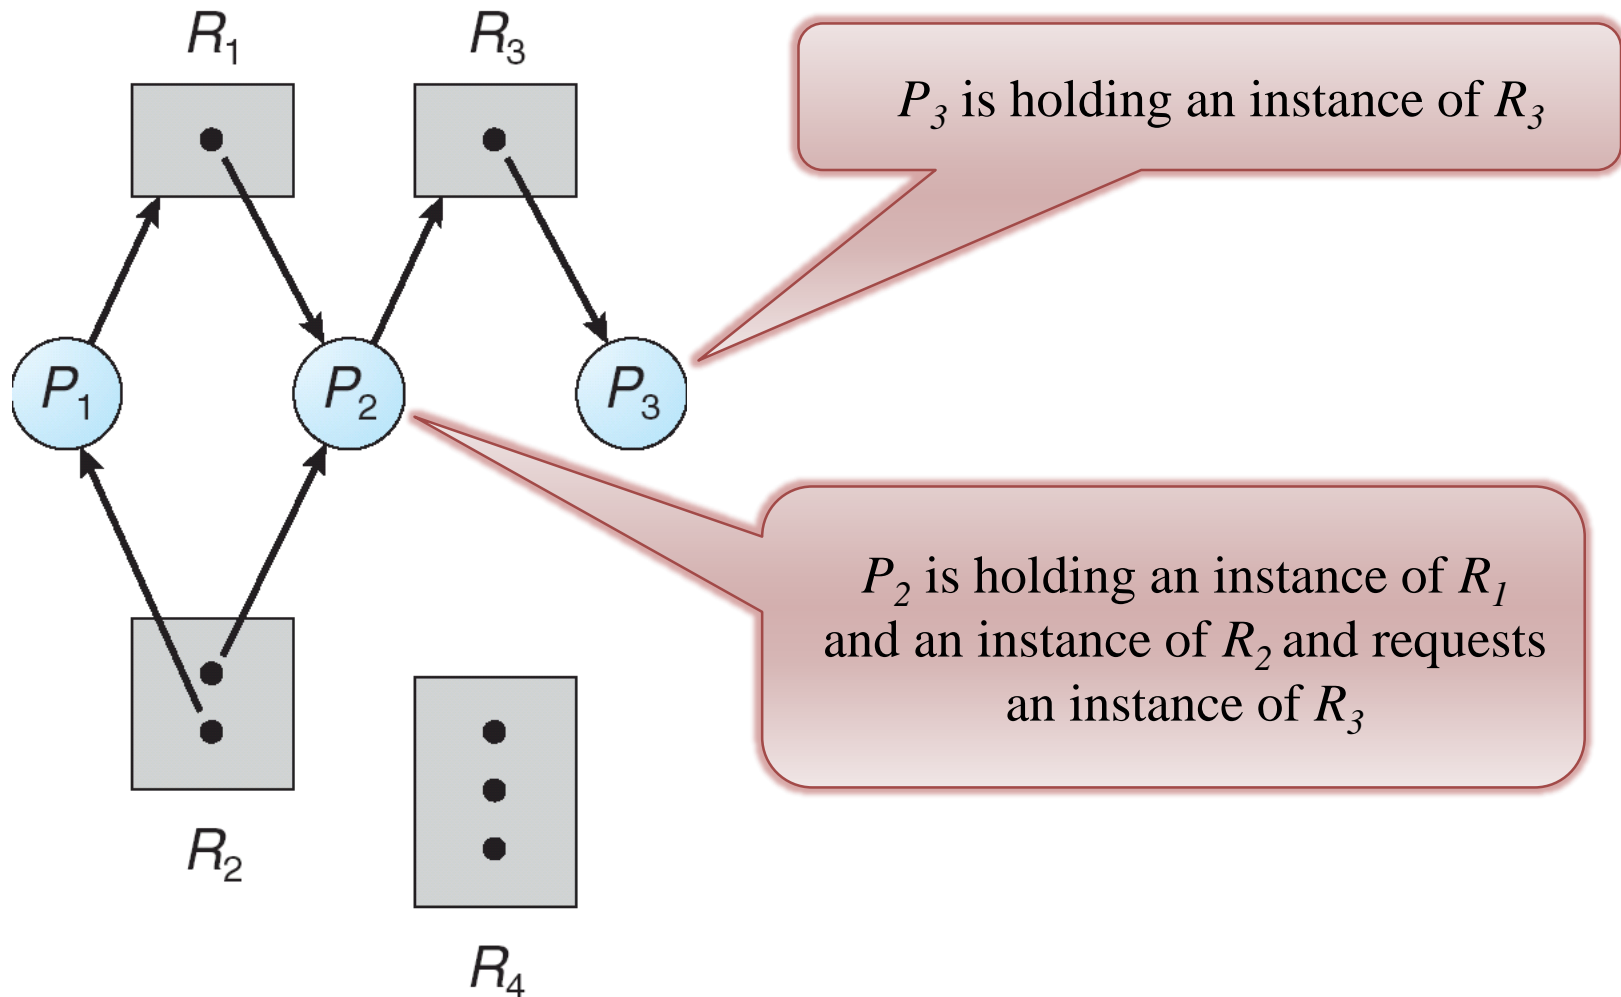 R₁
R₃
P₃ is holding an instance of R₃
P₁
P₂
P₃
P₂ is holding an instance of R₁
and an instance of R₂ and requests
an instance of R₃
R₂
R₄